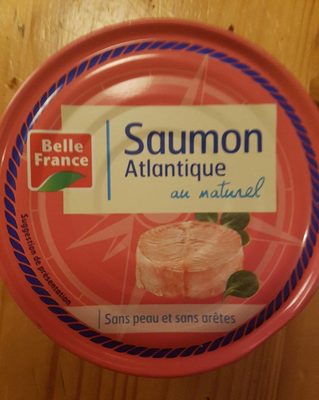 Belle
France
Saumon
Atlantique
au naturel
Suggestion de présentation
Sans peau et sans arêtes